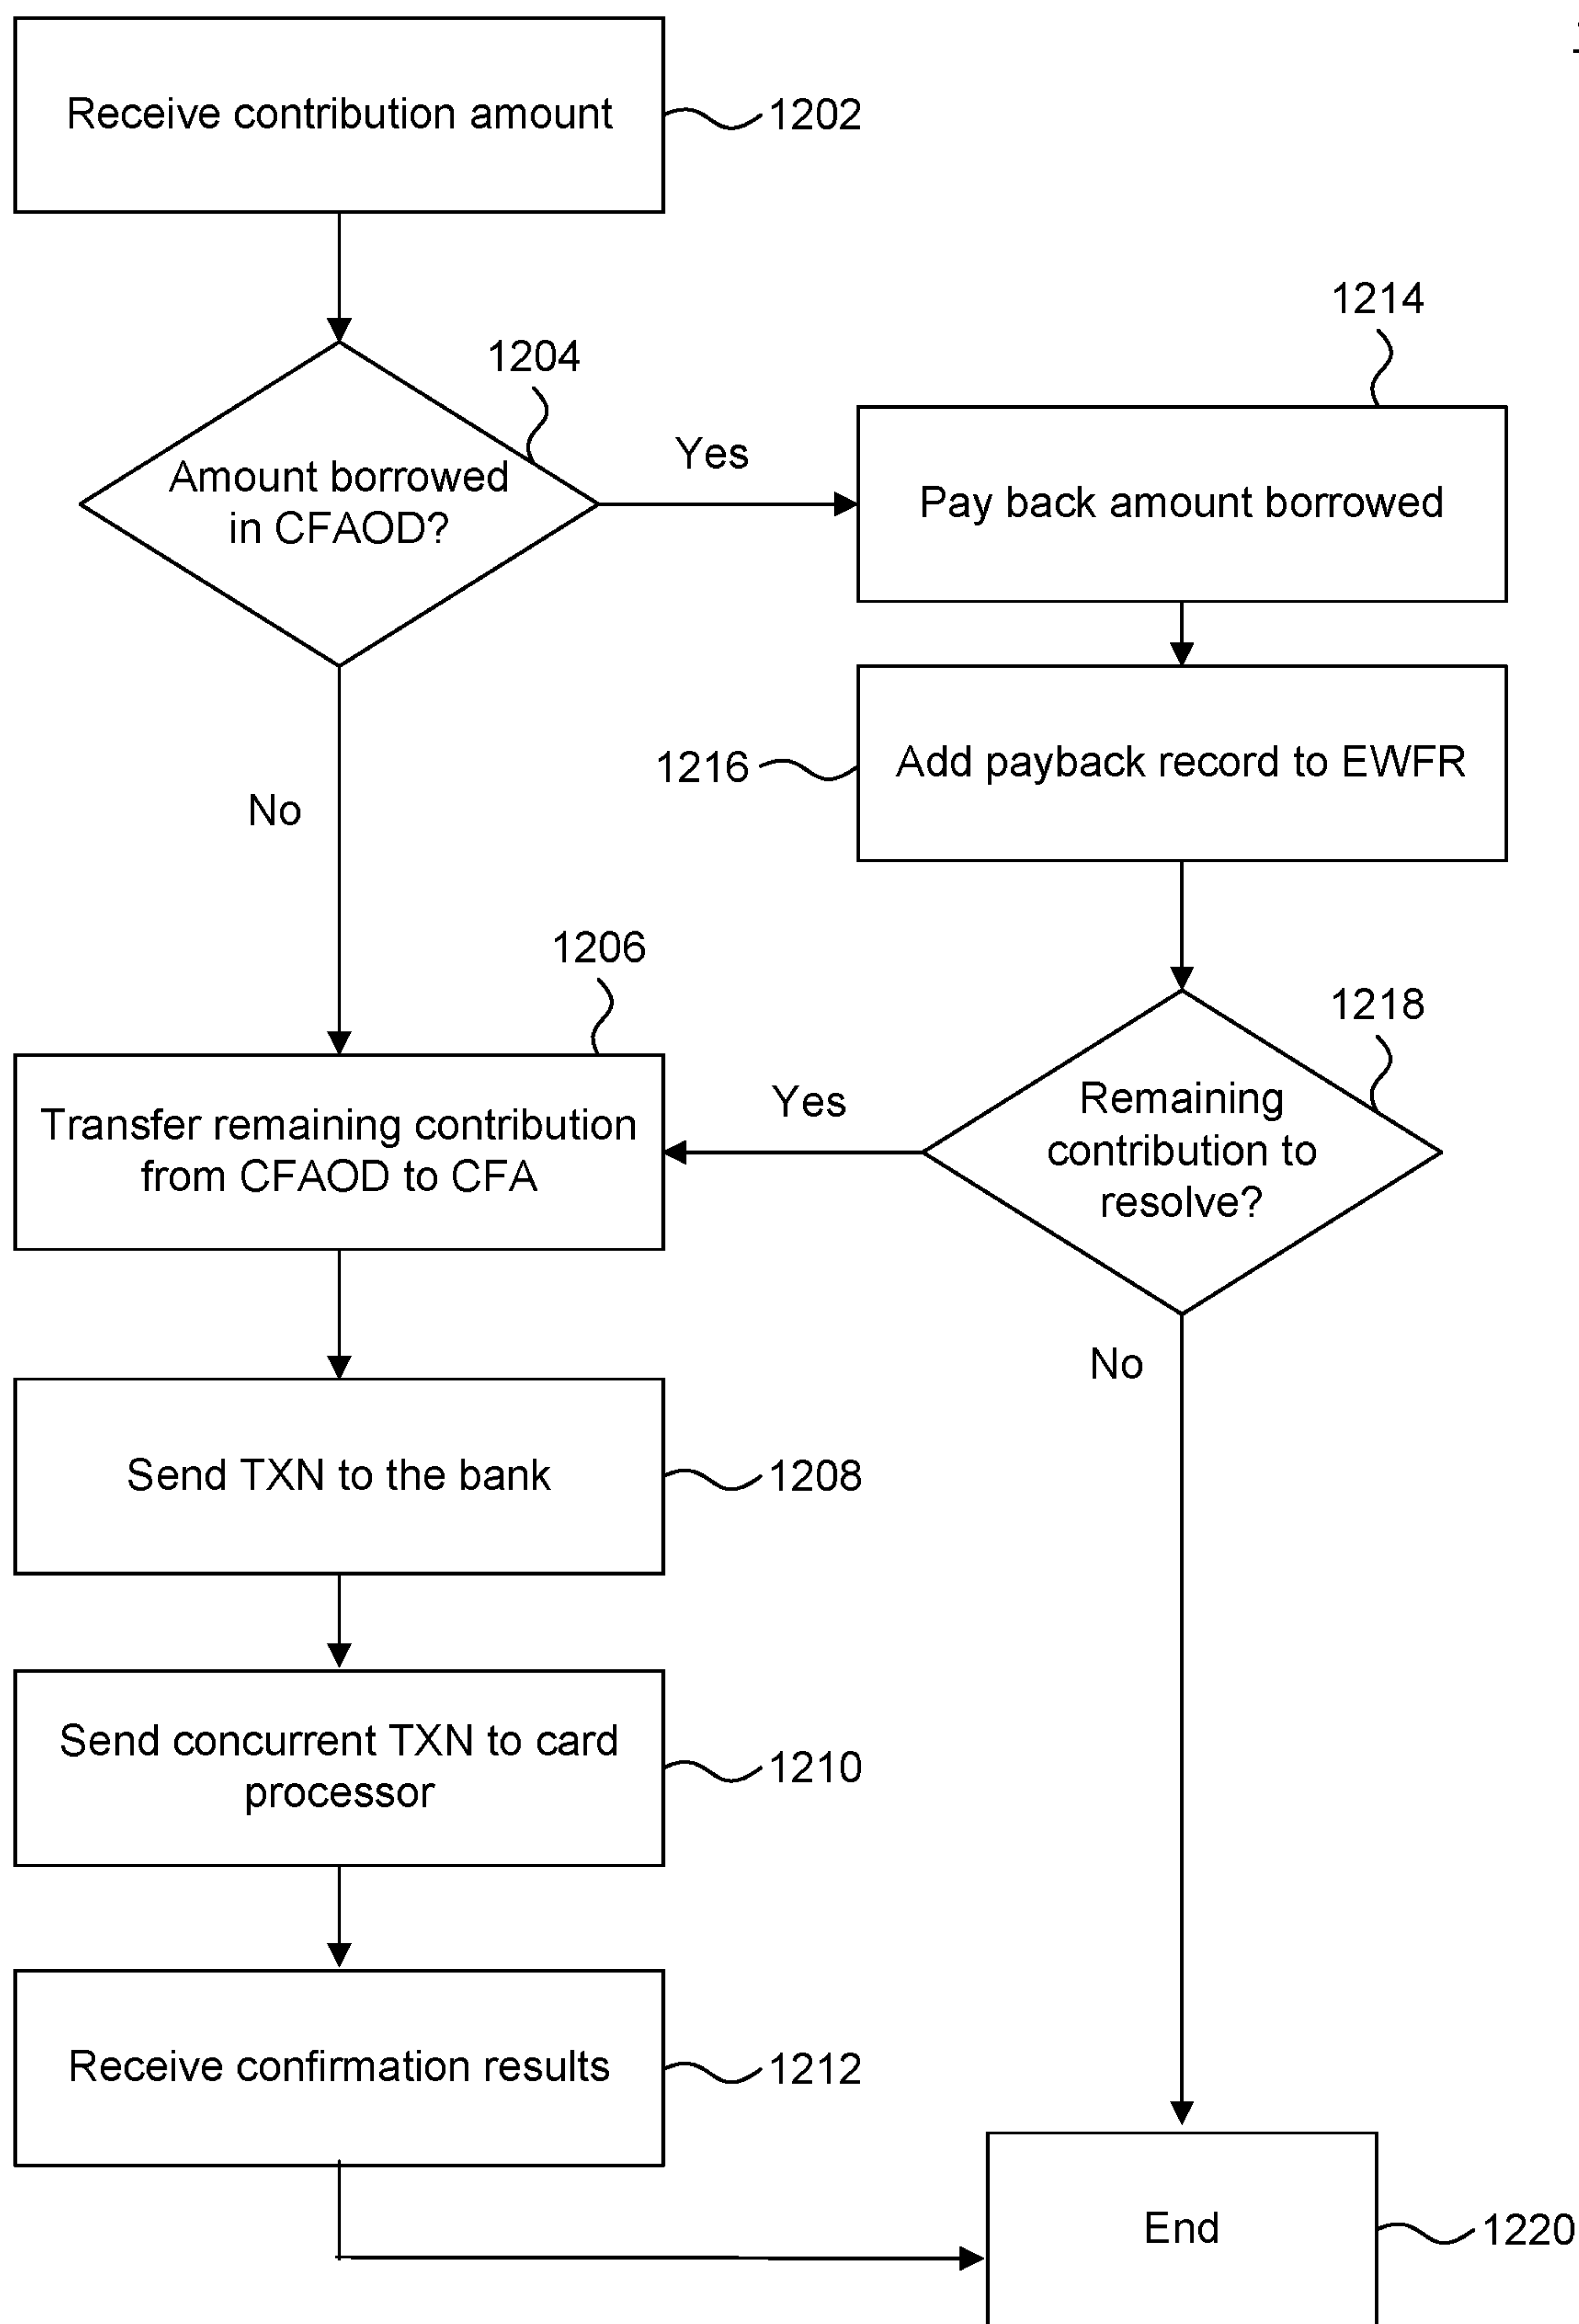 Receive contribution amount
1202
1204
Amount borrowed
in CFAOD?
Yes
1214
Pay back amount borrowed
1216
Add payback record to EWFR
No
1206
Transfer remaining contribution
from CFAOD to CFA
Yes
1218
Remaining
contribution to
resolve?
No
Send TXN to the bank
1208
Send concurrent TXN to card
processor
1210
Receive confirmation results
1212
End
1220